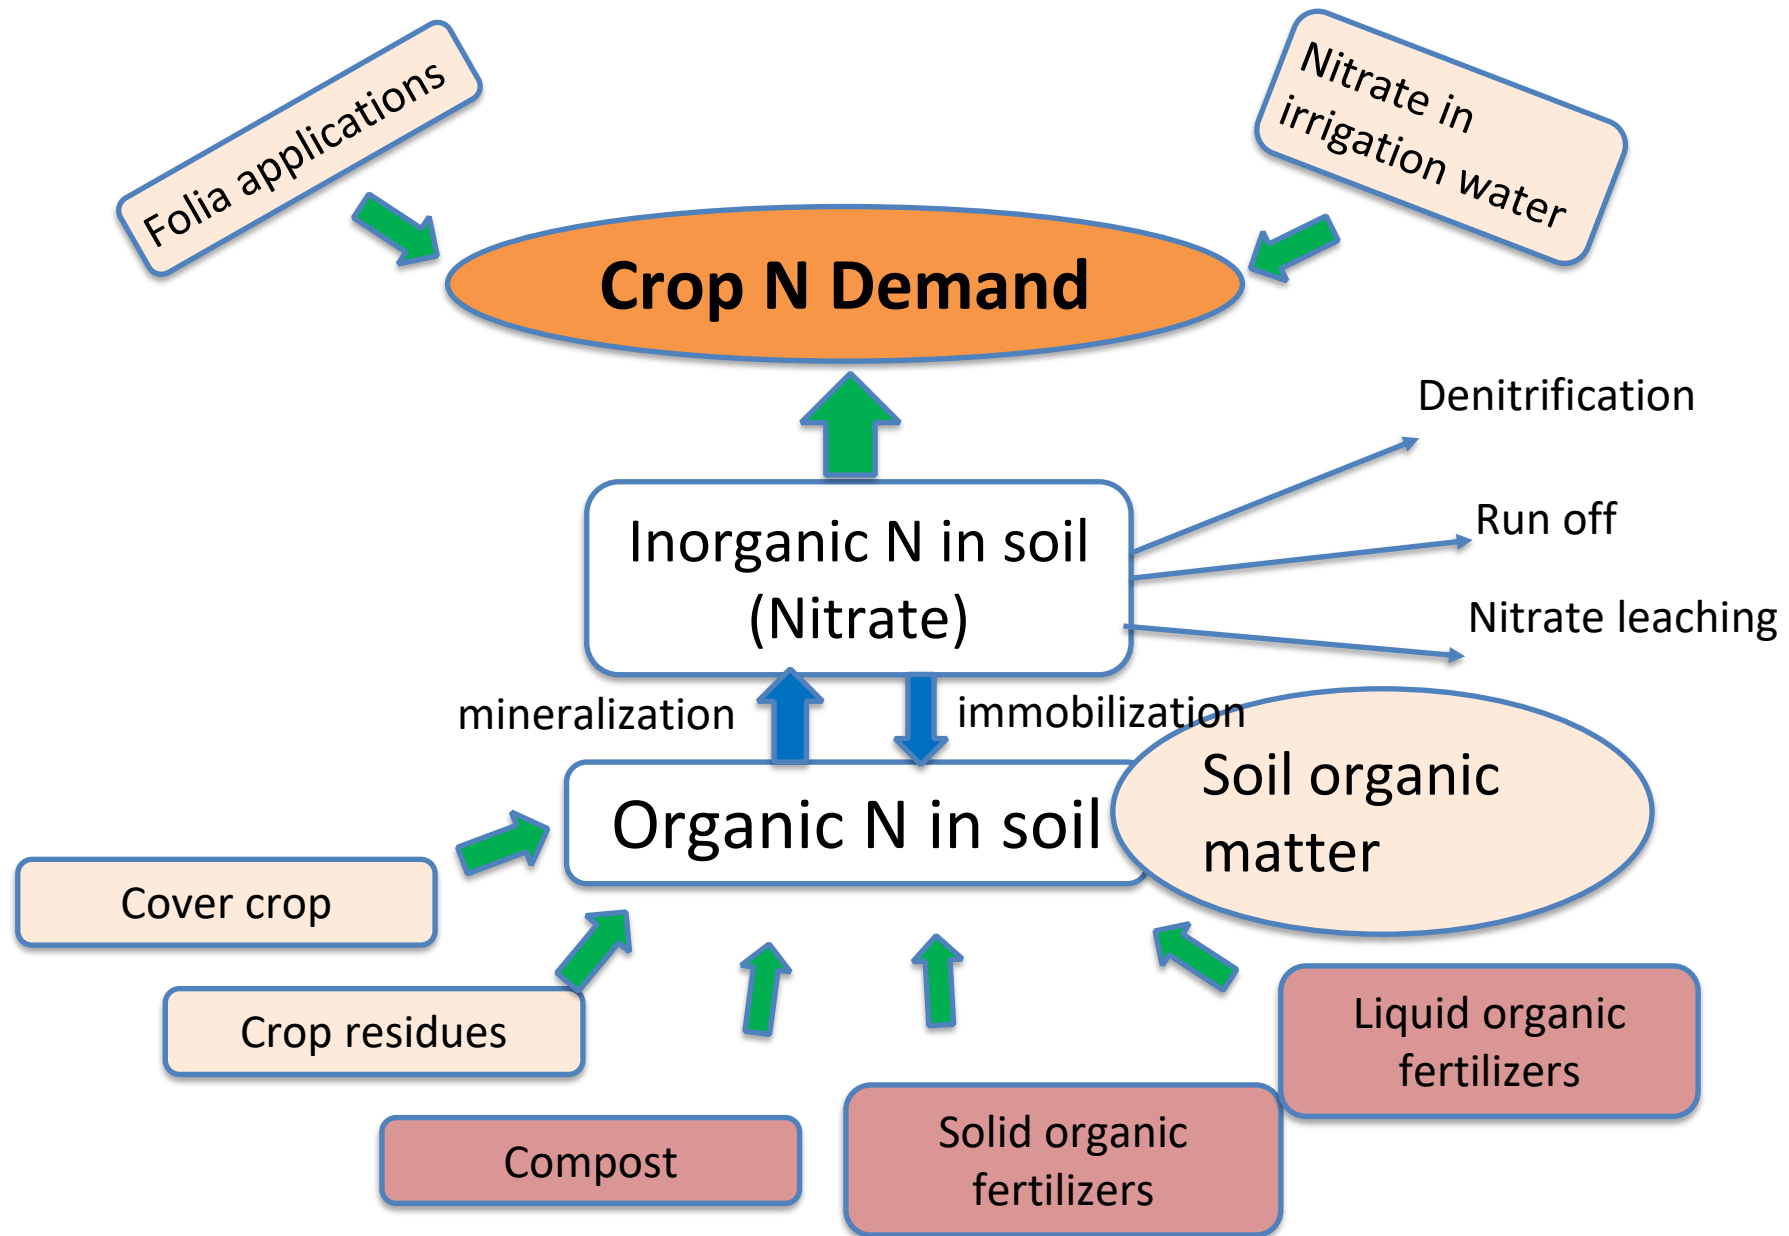 Folia applications
Nitrate in
irrigation water
Crop N Demand
Denitrification
Run off
Nitrate leaching
Inorganic N in soil
(Nitrate)
mineralization
immobilization
Organic N in soil
Soil organic
matter
Cover crop
Crop residues
Compost
Solid organic
fertilizers
Liquid organic
fertilizers